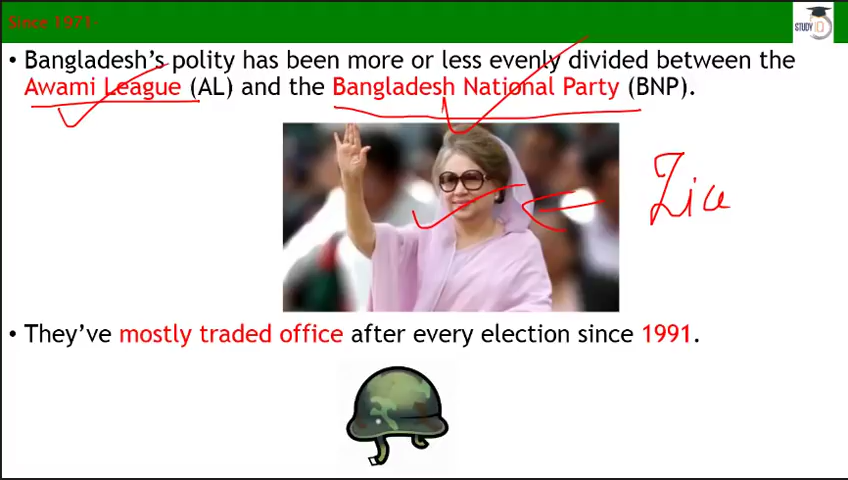 Since 1971
STUDY IQ
• Bangladesh's polity has been more or less evenly divided between the
Awami League (AL) and the Bangladesh National Party (BNP).
Zia
• They've mostly traded office after every election since 1991.